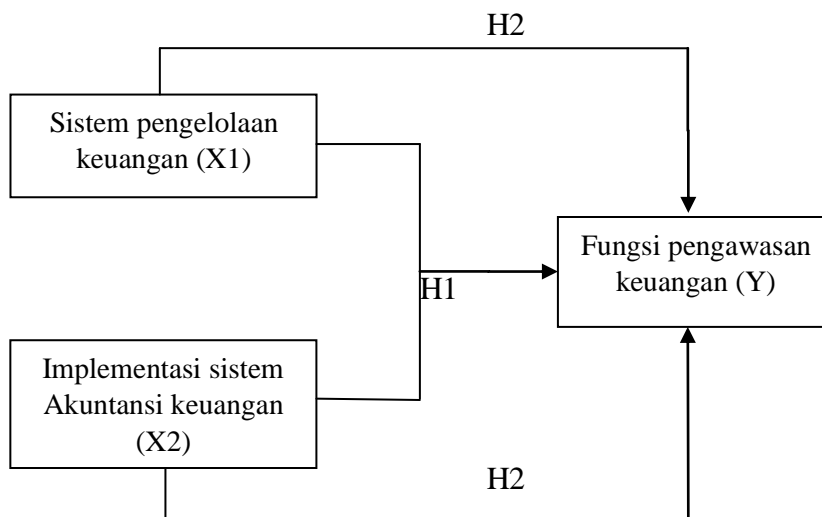 H2
Sistem pengelolaan
keuangan (X1)
Fungsi pengawasan
keuangan (Y)
H1
Implementasi sistem
Akuntansi keuangan
(X2)
H2